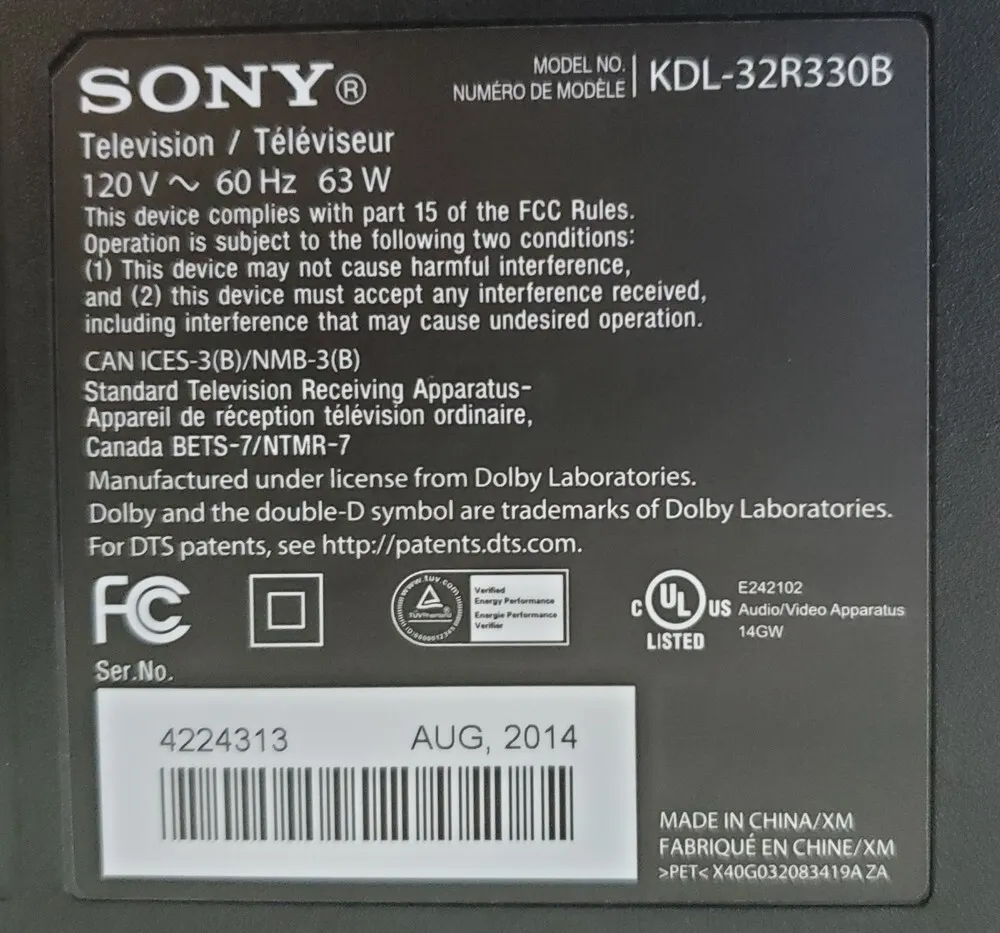 SONY®
MODEL NO.
NUMÉRO DE MODÈLE
KDL-32R330B
Television / Téléviseur
120 V ~ 60 Hz 63 W
This device complies with part 15 of the FCC Rules.
Operation is subject to the following two conditions:
(1) This device may not cause harmful interference,
and (2) this device must accept any interference received,
including interference that may cause undesired operation.
CAN ICES-3(B)/NMB-3(B)
Standard Television Receiving Apparatus-
Appareil de réception télévision ordinaire,
Canada BETS-7/NTMR-7
Manufactured under license from Dolby Laboratories.
Dolby and the double-D symbol are trademarks of Dolby Laboratories.
For DTS patents, see http://patents.dts.com.
FC
www.tuv.com
TÜVRheinland
Verified
Energy Performance
Energie Performance
Verifier
C UL US
LISTED
E242102
Audio/Video Apparatus
14GW
Ser.No.
4224313 AUG, 2014
MADE IN CHINA/XM
FABRIQUÉ EN CHINE/XM
>PET< X40G032083419A ZA